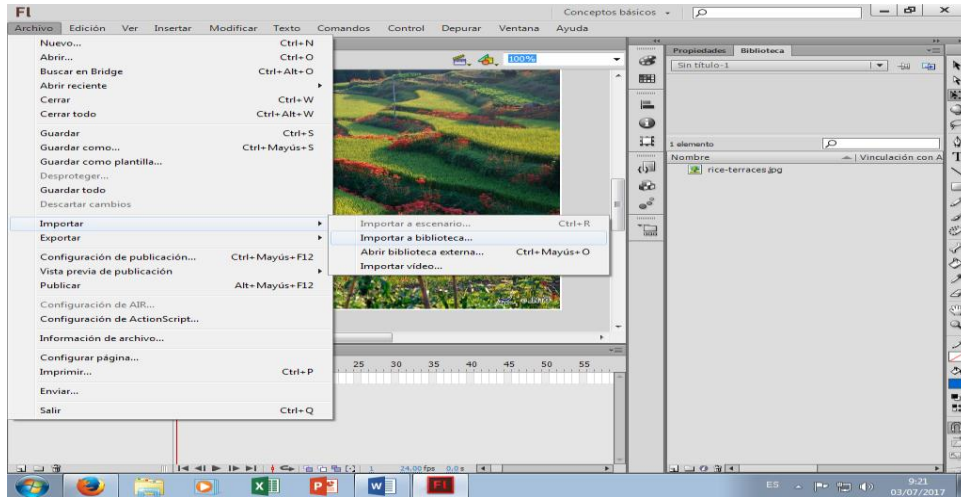 Fl
Conceptos básicos
Archivo Edición Ver Insertar Modificar Texto Comandos Control Depurar Ventana Ayuda
Nuevo... Ctrl+N
Abrir... Ctrl+O
Buscar en Bridge Ctrl+Alt+O
Abrir reciente
Cerrar Ctrl+W
Cerrar todo Ctrl+Alt+W
Guardar Ctrl+S
Guardar como... Ctrl+Mayús+S
Guardar como plantilla...
Desproteger...
Guardar todo
Descartar cambios
Importar
Exportar
Configuración de publicación... Ctrl+Mayús+F12
Vista previa de publicación
Publicar Alt+Mayús+F12
Configuración de AIR...
Configuración de ActionScript...
Información de archivo...
Configurar página...
Imprimir... Ctrl+P
Enviar...
Salir Ctrl+Q
Importar a escenario... Ctrl+R
Importar a biblioteca...
Abrir biblioteca externa... Ctrl+Mayús+O
Importar vídeo...
100%
25 30 35 40 45 50 55
1 24.00 fps 0.0 s
Propiedades Biblioteca
Sin título-1
1 elemento
Nombre Vinculación con A
rice-terraces.jpg
T
ES 9:21
03/07/2017